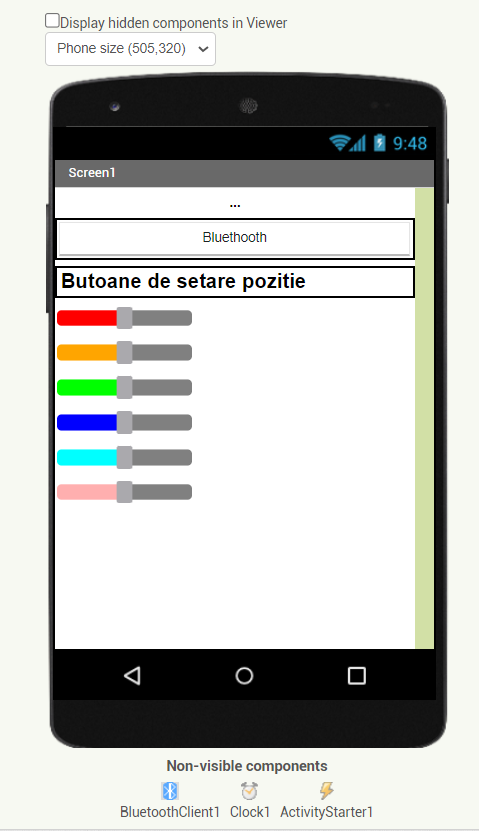 Display hidden components in Viewer
Phone size (505,320)
9:48
Screen1
...
Bluethooth
Butoane de setare pozitie
Non-visible components
BluetoothClient1 Clock1 ActivityStarter1